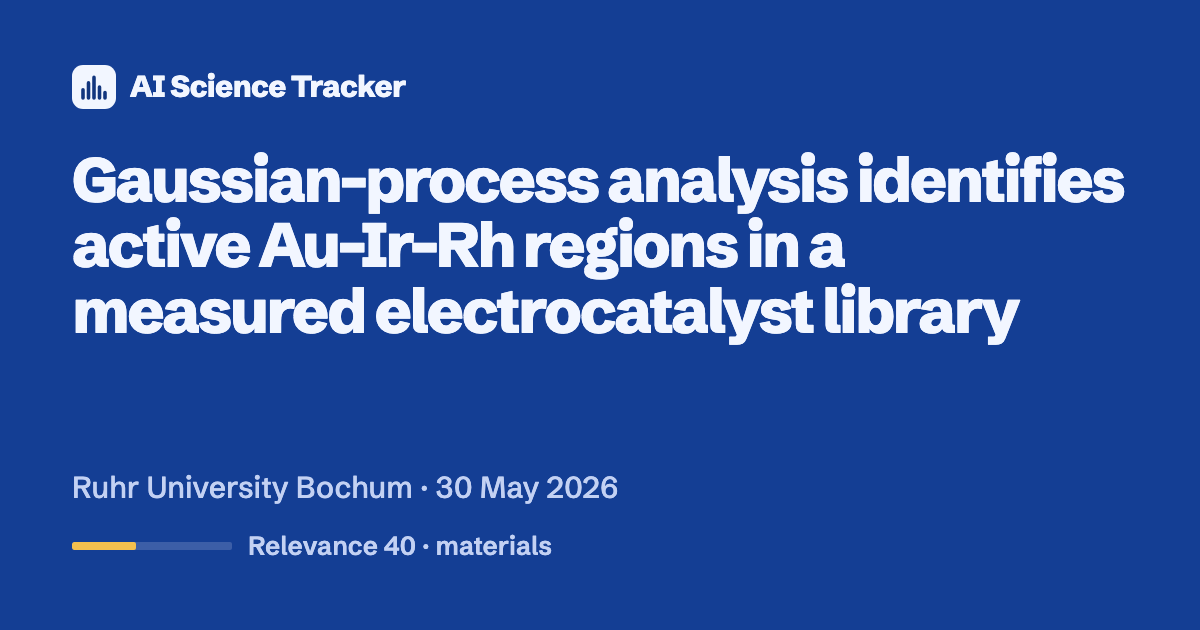 AI Science Tracker
Gaussian-process analysis identifies
active Au-Ir-Rh regions in a
measured electrocatalyst library
Ruhr University Bochum · 30 May 2026
Relevance 40 · materials